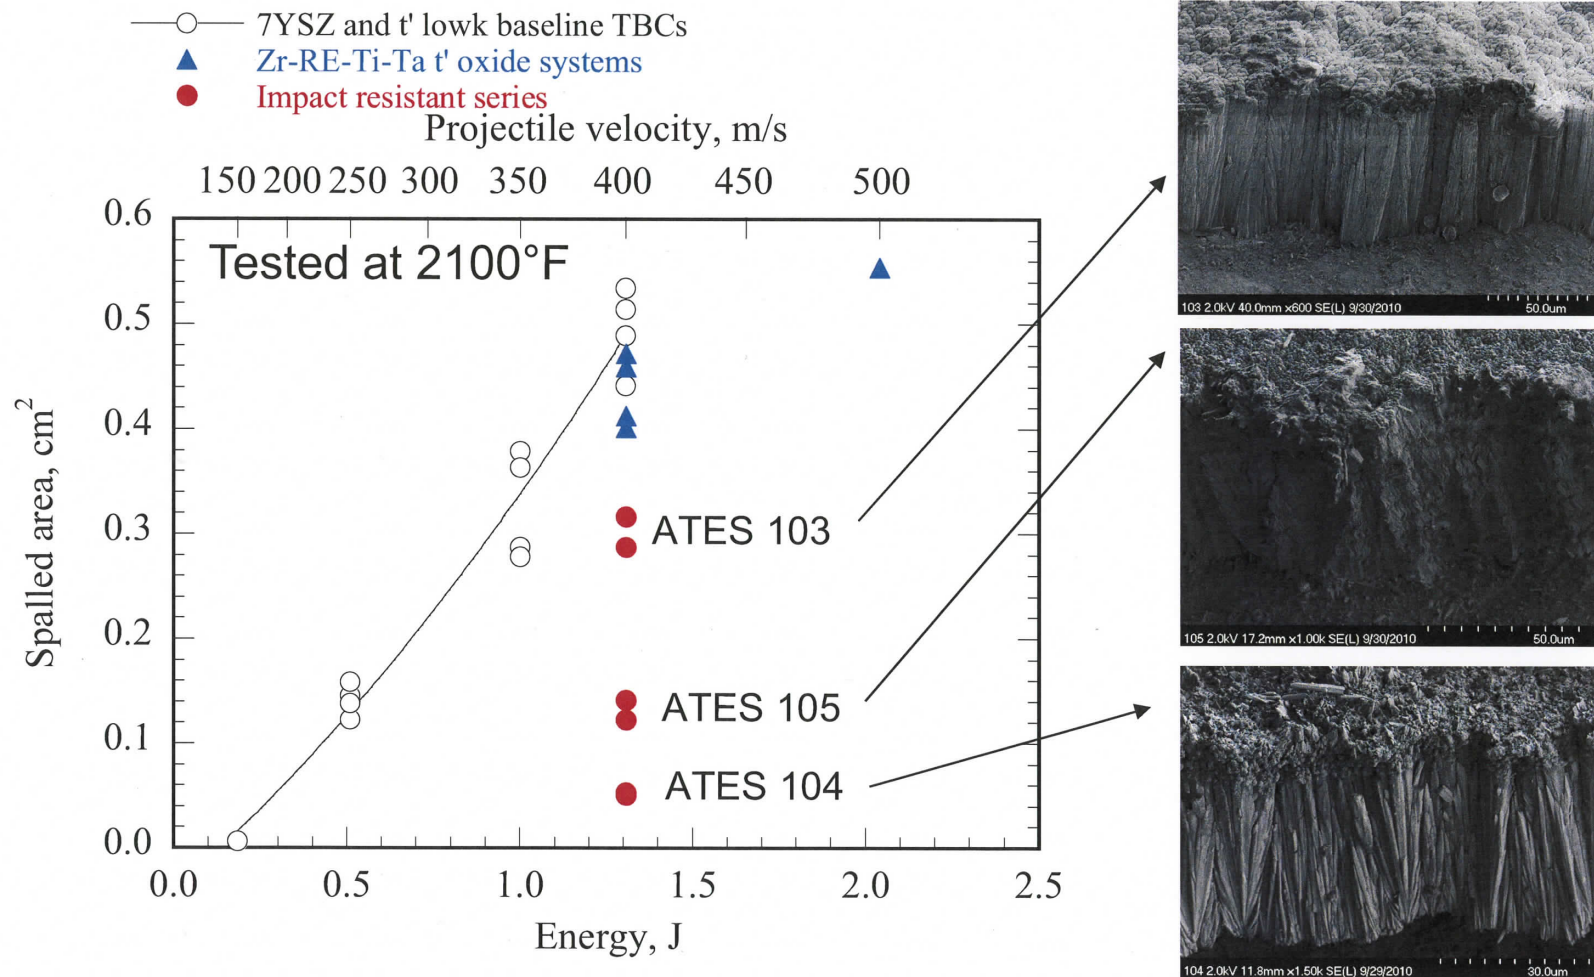 7YSZ and t' lowk baseline TBCs
Zr-RE-Ti-Ta t' oxide systems
Impact resistant series
Projectile velocity, m/s
150 200 250 300 350 400 450 500
Tested at 2100°F
0.6
0.5
0.4
0.3
0.2
0.1
0.0
Spalled area, cm²
ATES 103
ATES 105
ATES 104
0.0 0.5 1.0 1.5 2.0 2.5
Energy, J
103 2.0kV 40.0mm x600 SE(L) 9/30/2010 50.0um
105 2.0kV 17.2mm x1.00k SE(L) 9/30/2010 50.0um
104 2.0kV 11.8mm x1.50k SE(L) 9/29/2010 30.0um